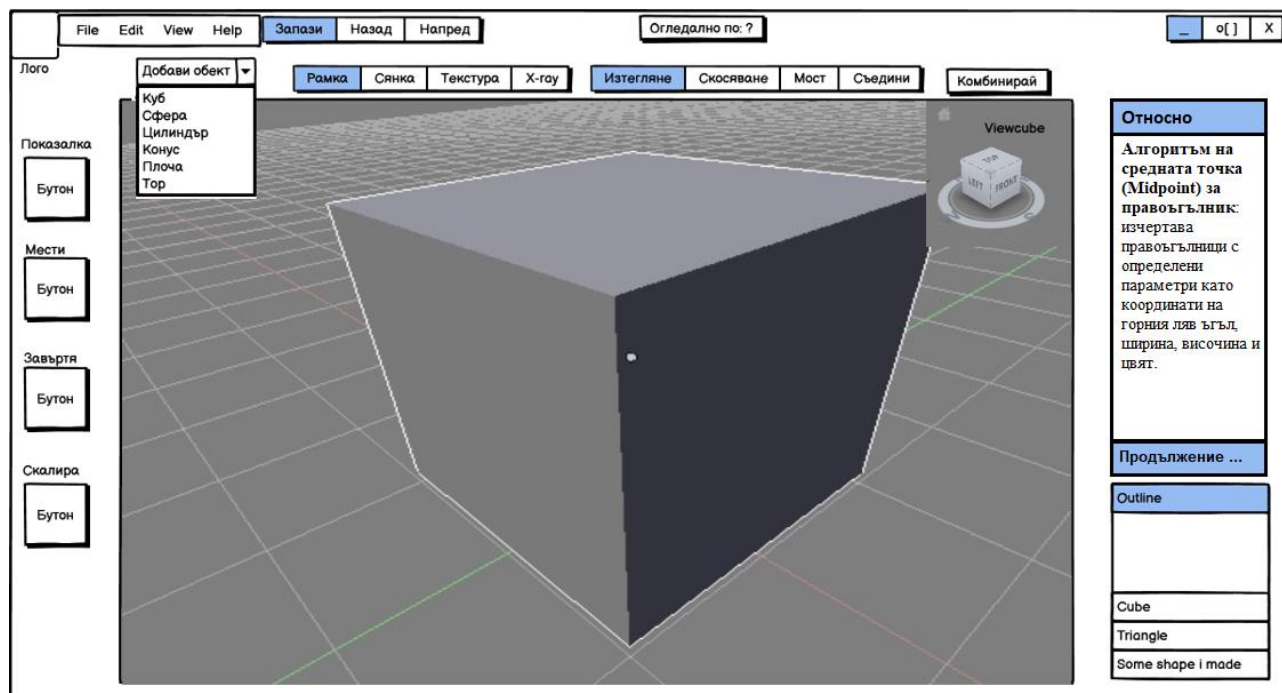 File Edit View Help Запази Назад Напред Огледално по: ? _ o[ ] X
Лого
Добави обект
Рамка Сянка Текстура X-ray Изтегляне Скосяване Мост Съедини Комбинирай
Куб
Сфера
Цилиндър
Конус
Плоча
Тор
Показалка
Бутон
Мести
Бутон
Завъртя
Бутон
Скалира
Бутон
Viewcube
TOP
LEFT FRONT
Относно
Алгоритъм на
средната точка
(Midpoint) за
правоъгълник:
изчертава
правоъгълници с
определени
параметри като
координати на
горния ляв ъгъл,
ширина, височина и
цвят.
Продължение ...
Outline
Cube
Triangle
Some shape i made